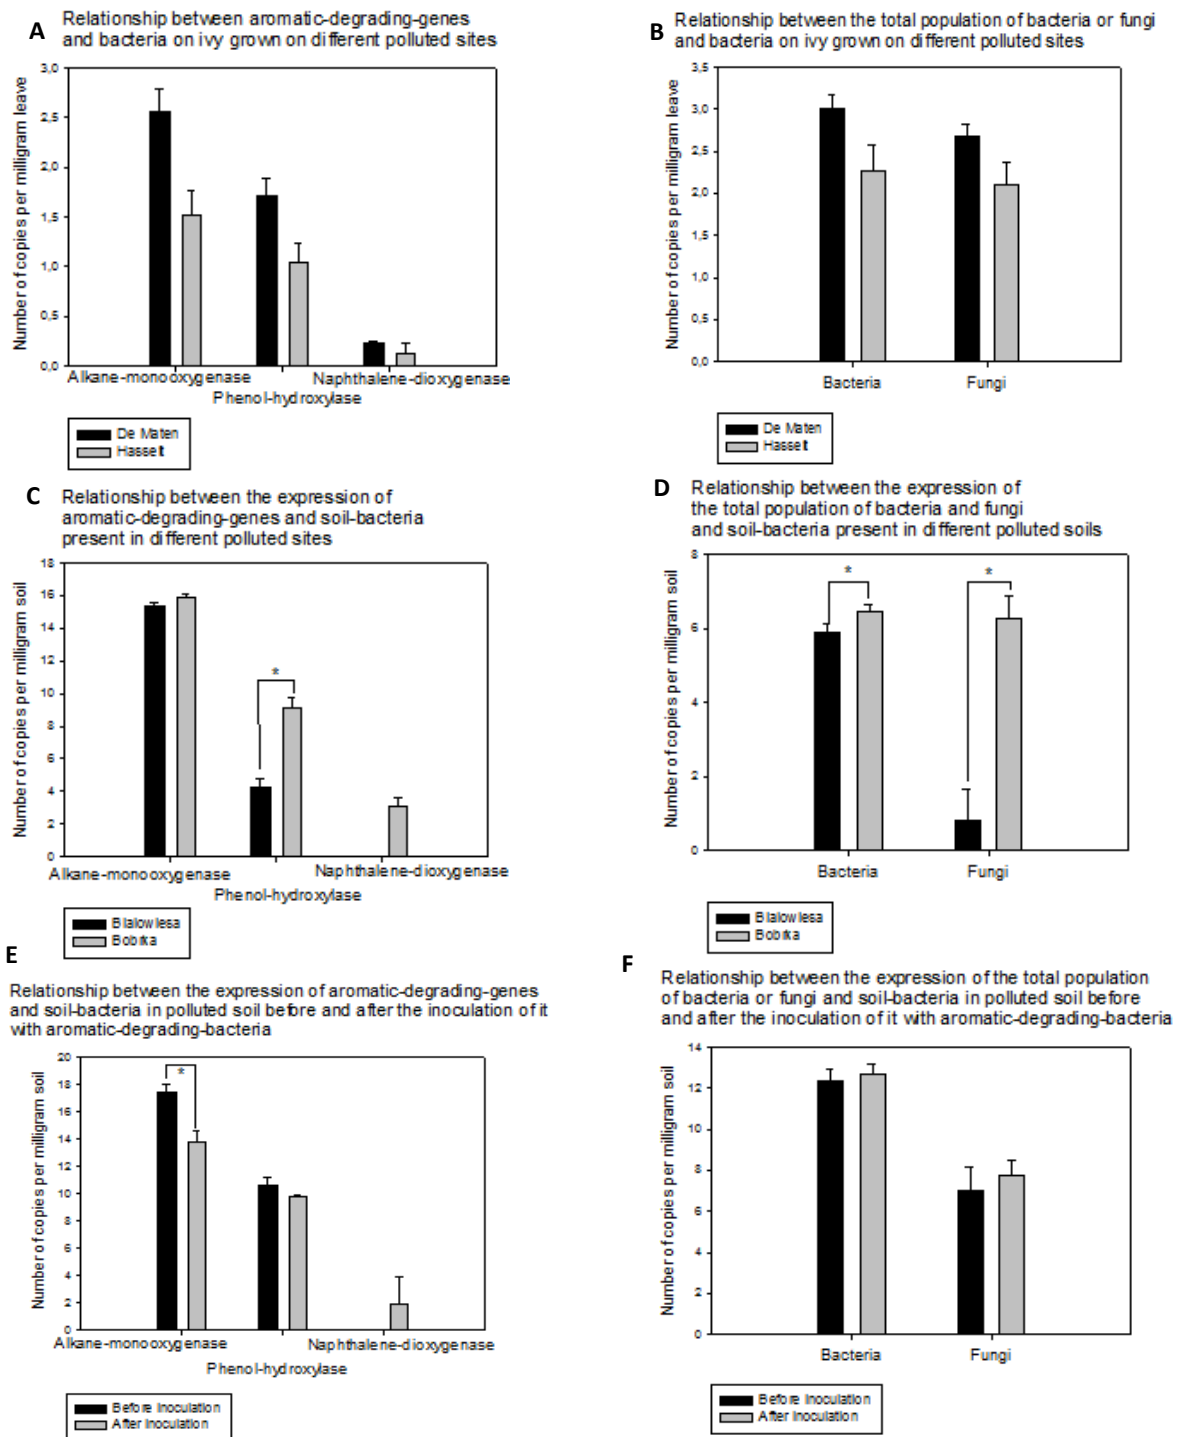 A Relationship between aromatic-degrading-genes
and bacteria on ivy grown on different polluted sites
Number of copies per milligram leave
3,0
2,5
2,0
1,5
1,0
0,5
0,0
Alkane-monooxygenase
Phenol-hydroxylase
Naphthalene-dioxygenase
De Maten
Hasselt
B Relationship between the total population of bacteria or fungi
and bacteria on ivy grown on different polluted sites
Number of copies per milligram leave
3,5
3,0
2,5
2,0
1,5
1,0
0,5
0,0
Bacteria
Fungi
De Maten
Hasselt
C Relationship between the expression of
aromatic-degrading-genes and soil-bacteria
present in different polluted sites
Number of copies per milligram soil
18
16
14
12
10
8
6
4
2
0
*
Alkane-monooxygenase
Phenol-hydroxylase
Naphthalene-dioxygenase
Bialowiesa
Bobrka
D Relationship between the expression of
the total population of bacteria and fungi
and soil-bacteria present in different polluted soils
Number of copies per milligram soil
8
6
4
2
0
*
*
Bacteria
Fungi
Bialowiesa
Bobrka
E
Relationship between the expression of aromatic-degrading-genes
and soil-bacteria in polluted soil before and after the inoculation of it
with aromatic-degrading-bacteria
Number of copies per milligram soil
20
18
16
14
12
10
8
6
4
2
0
*
Alkane-monooxygenase
Phenol-hydroxylase
Naphthalene-dioxygenase
Before Inoculation
After Inoculation
F
Relationship between the expression of the total population
of bacteria or fungi and soil-bacteria in polluted soil before
and after the inoculation of it with aromatic-degrading-bacteria
Number of copies per milligram soil
14
12
10
8
6
4
2
0
Bacteria
Fungi
Before Inoculation
After Inoculation